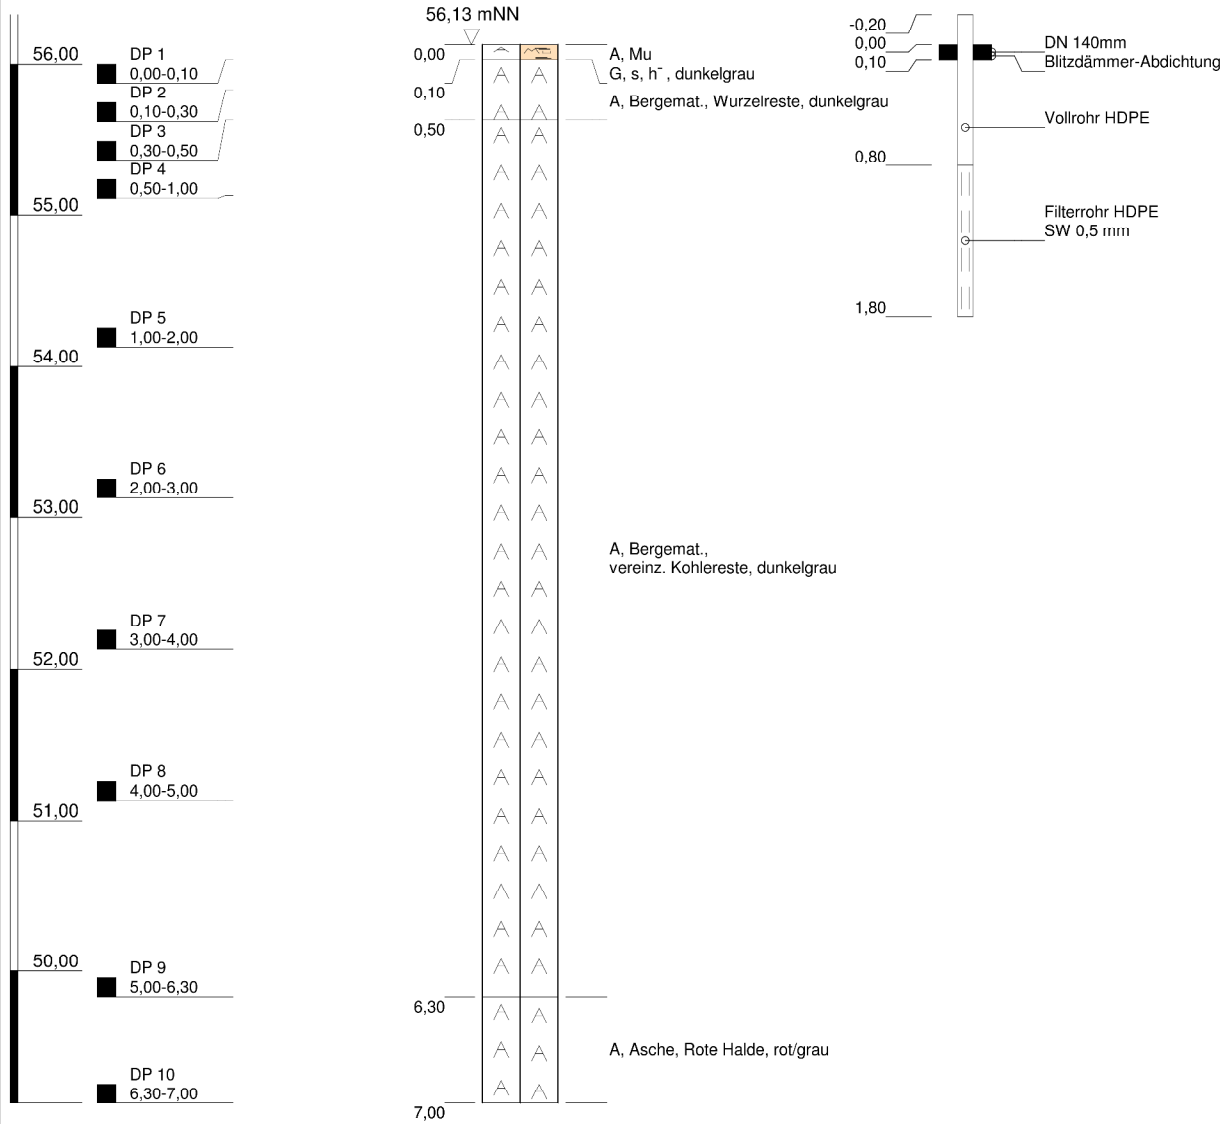 56,00
55,00
54,00
53,00
52,00
51,00
50,00
DP 1
0,00-0,10
DP 2
0,10-0,30
DP 3
0,30-0,50
DP 4
0,50-1,00
DP 5
1,00-2,00
DP 6
2,00-3,00
DP 7
3,00-4,00
DP 8
4,00-5,00
DP 9
5,00-6,30
DP 10
6,30-7,00
56,13 mNN
0,00
0,10
0,50
6,30
7,00
A, Mu
G, s, h¯, dunkelgrau
A, Bergemat., Wurzelreste, dunkelgrau
A, Bergemat.,
vereinz. Kohlereste, dunkelgrau
A, Asche, Rote Halde, rot/grau
-0,20
0,00
0,10
0,80
1,80
DN 140mm
Blitzdämmer-Abdichtung
Vollrohr HDPE
Filterrohr HDPE
SW 0,5 mm